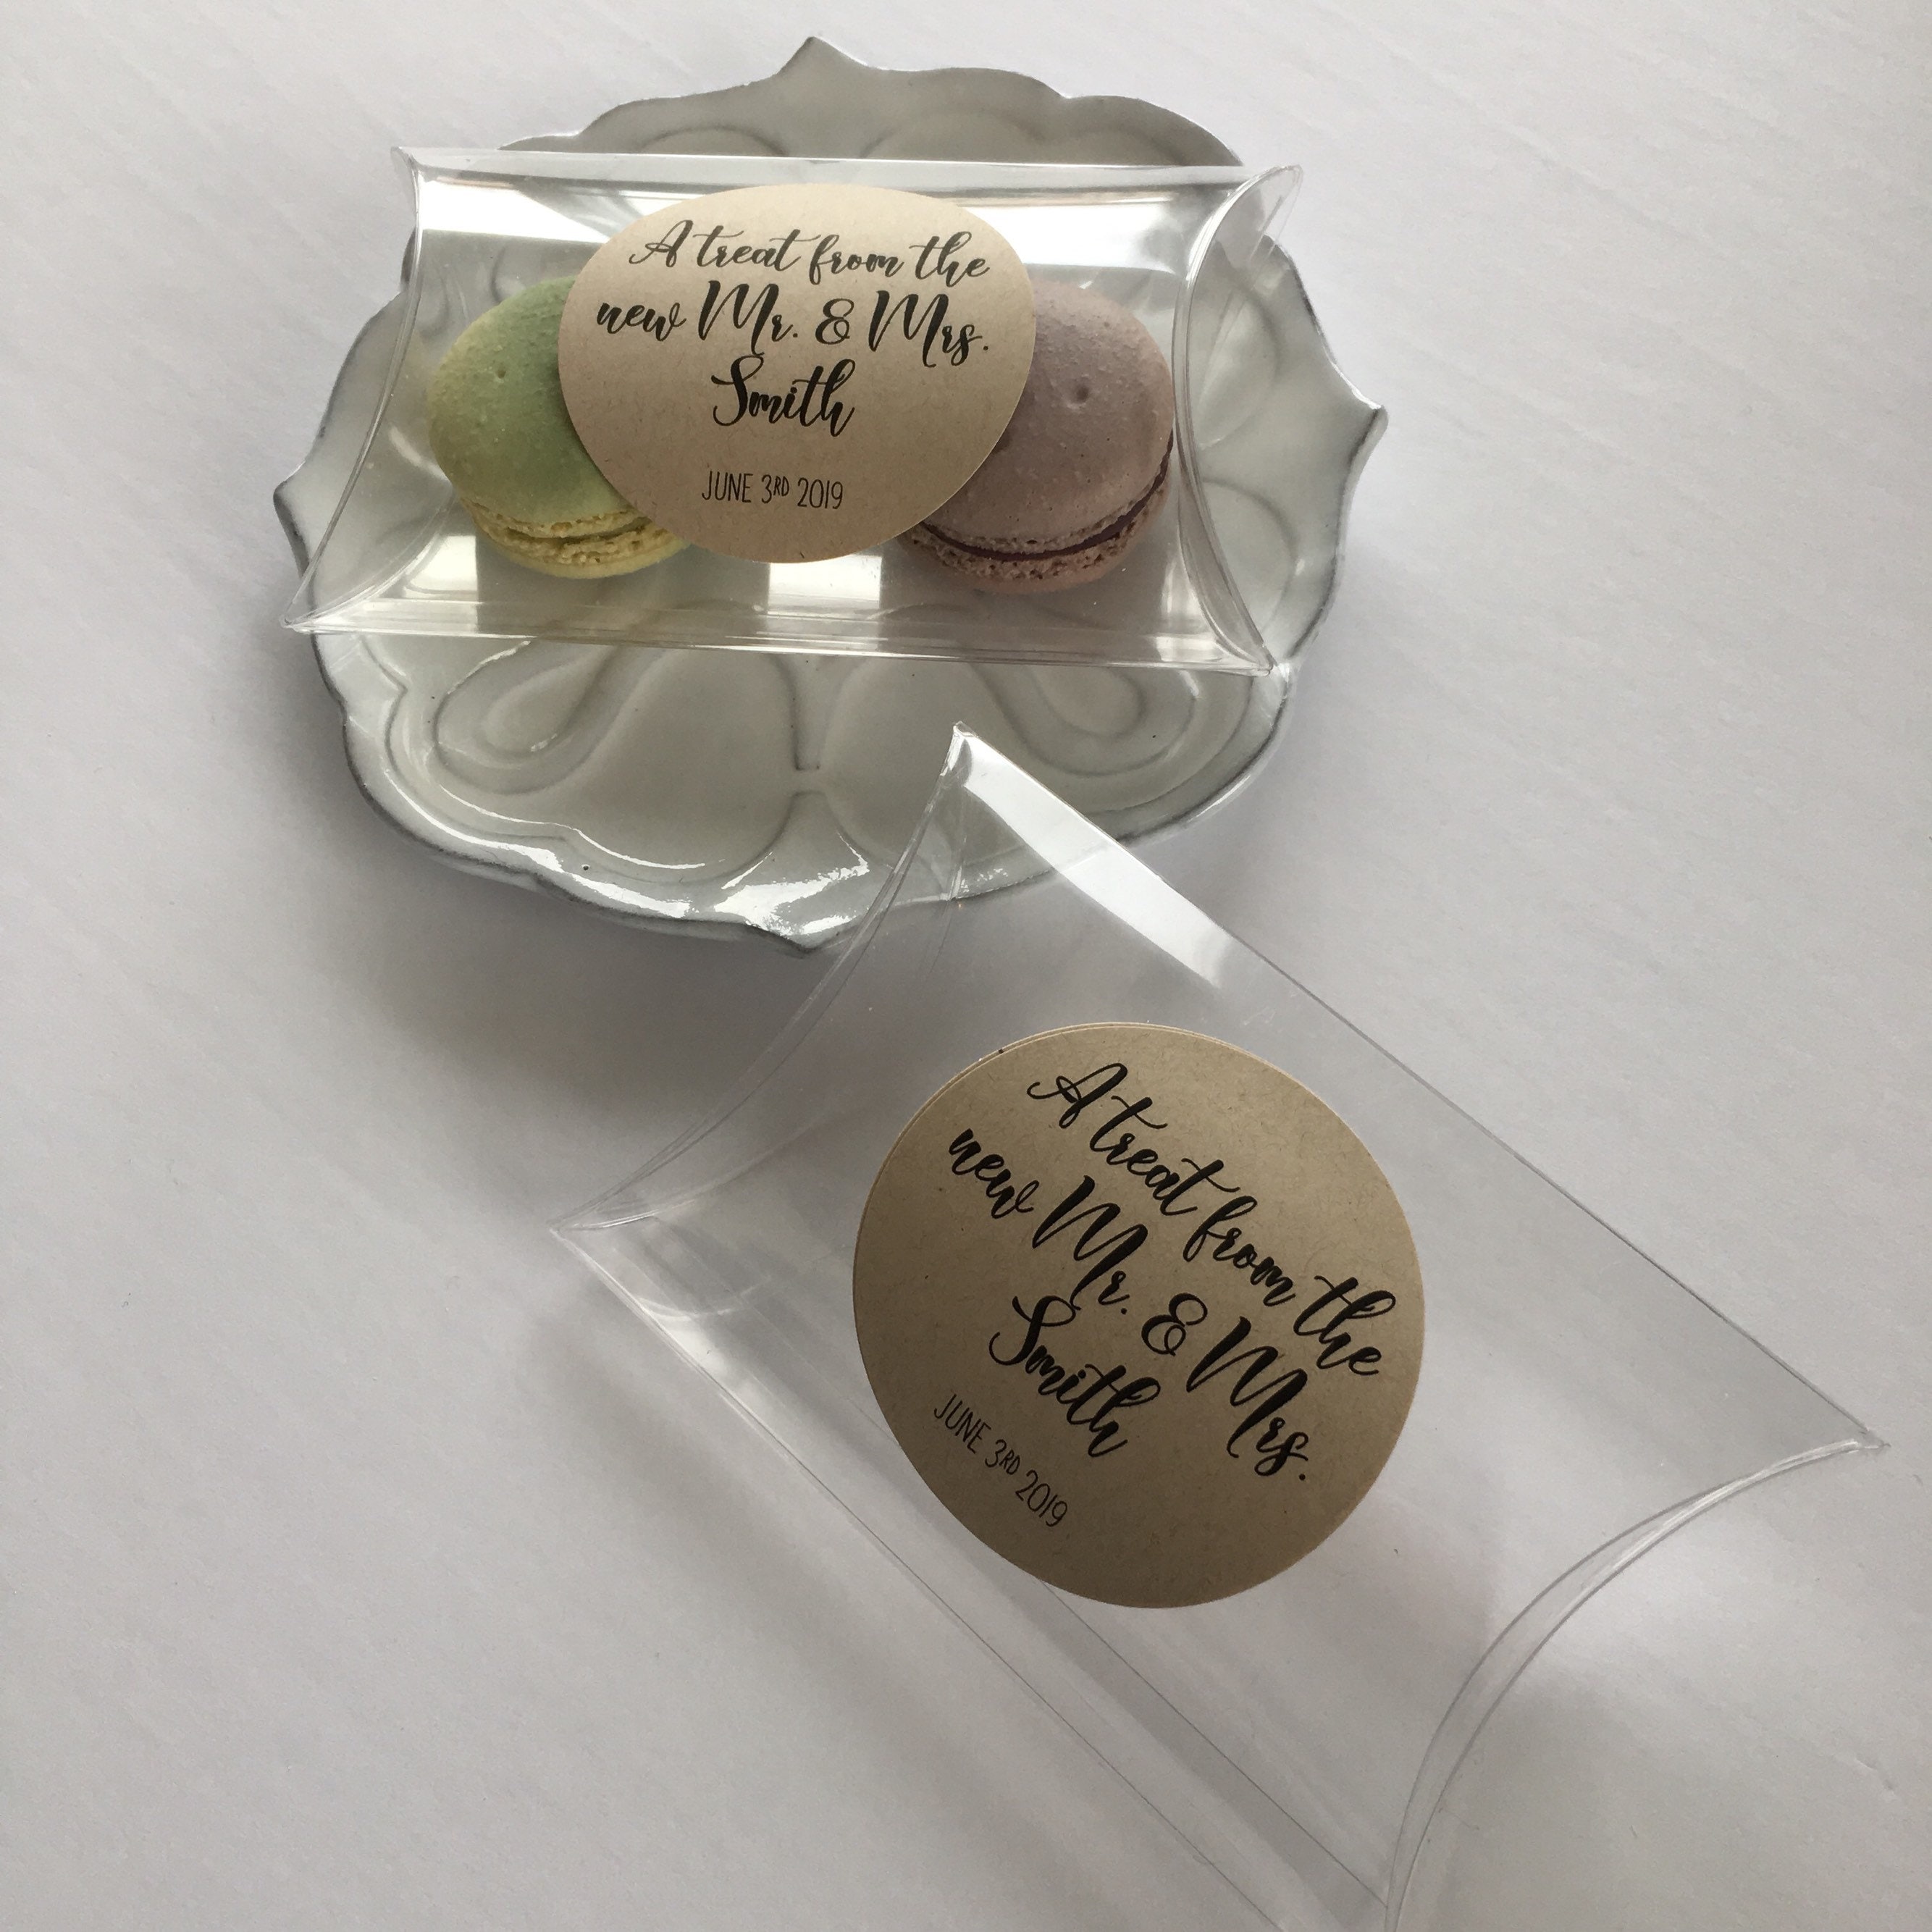 A treat from the
new Mr. & Mrs.
Smith
JUNE 3RD 2019
A treat from the
new Mr. & Mrs.
Smith
JUNE 3RD 2019